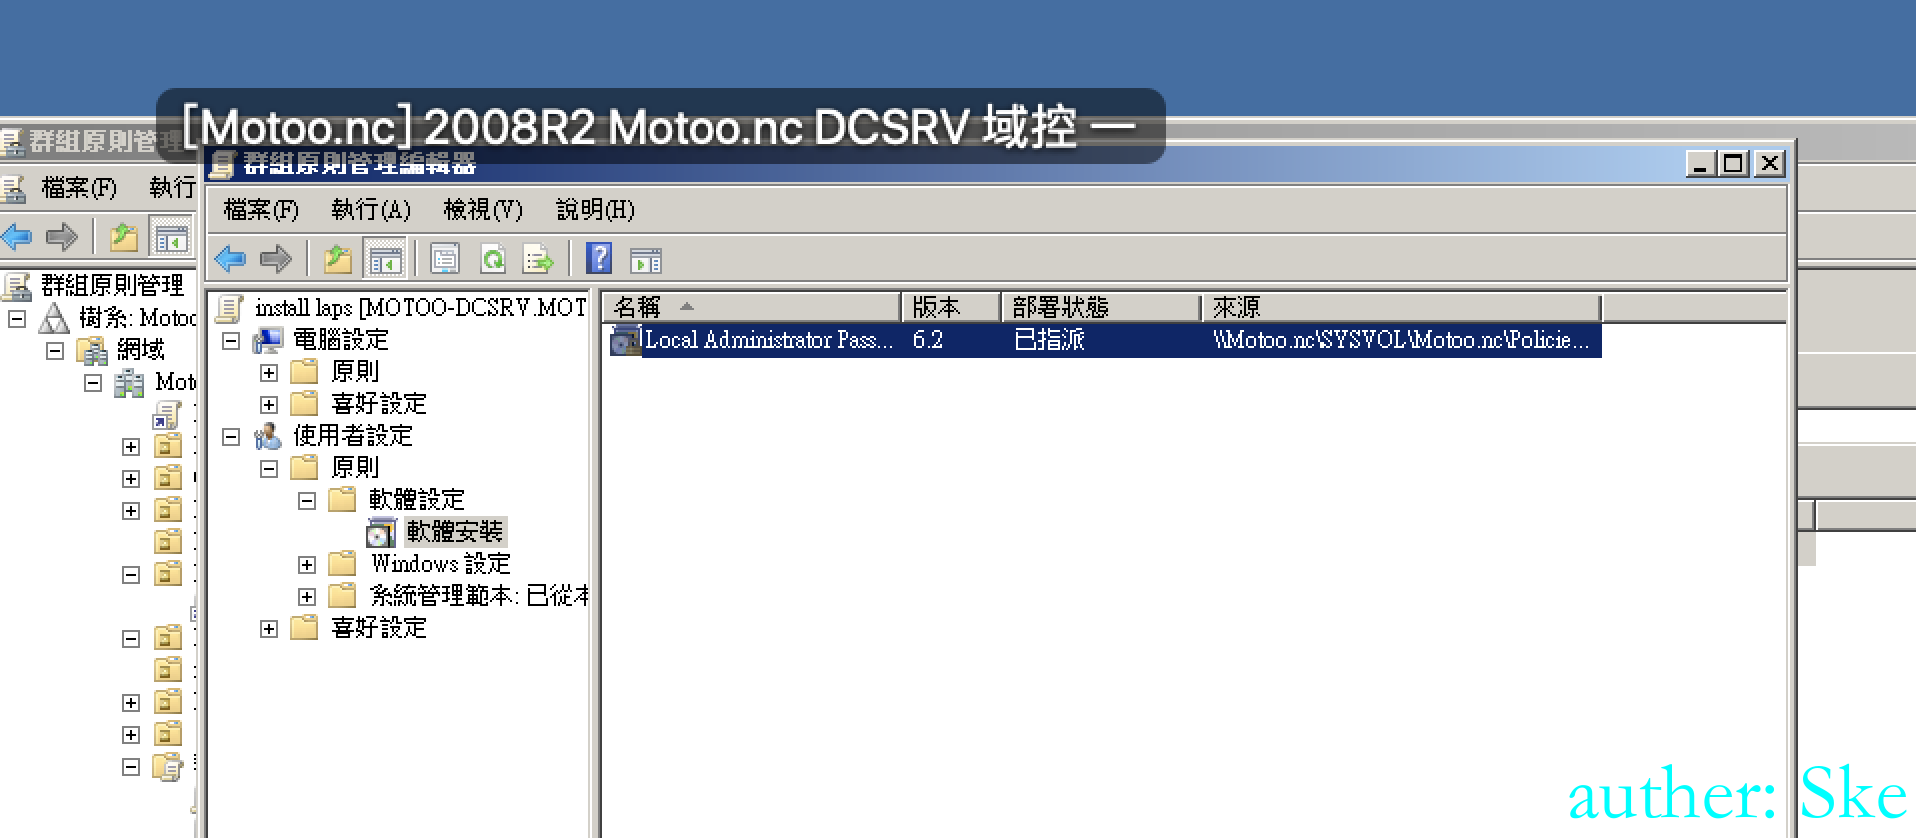 [Motoo.nc] 2008R2 Motoo.nc DCSRV 域控 一
群組原則管理
檔案(F) 執行
群組原則管理
樹系: Motoo
網域
Moto
群組原則管理編輯器
檔案(F) 執行(A) 檢視(V) 說明(H)
install laps [MOTOO-DCSRV.MOT
電腦設定
原則
喜好設定
使用者設定
原則
軟體設定
軟體安裝
Windows 設定
系統管理範本: 已從本
喜好設定
名稱 版本 部署狀態 來源
Local Administrator Pass... 6.2 已指派 \\Motoo.nc\SYSVOL\Motoo.nc\Policie...
auther: Ske